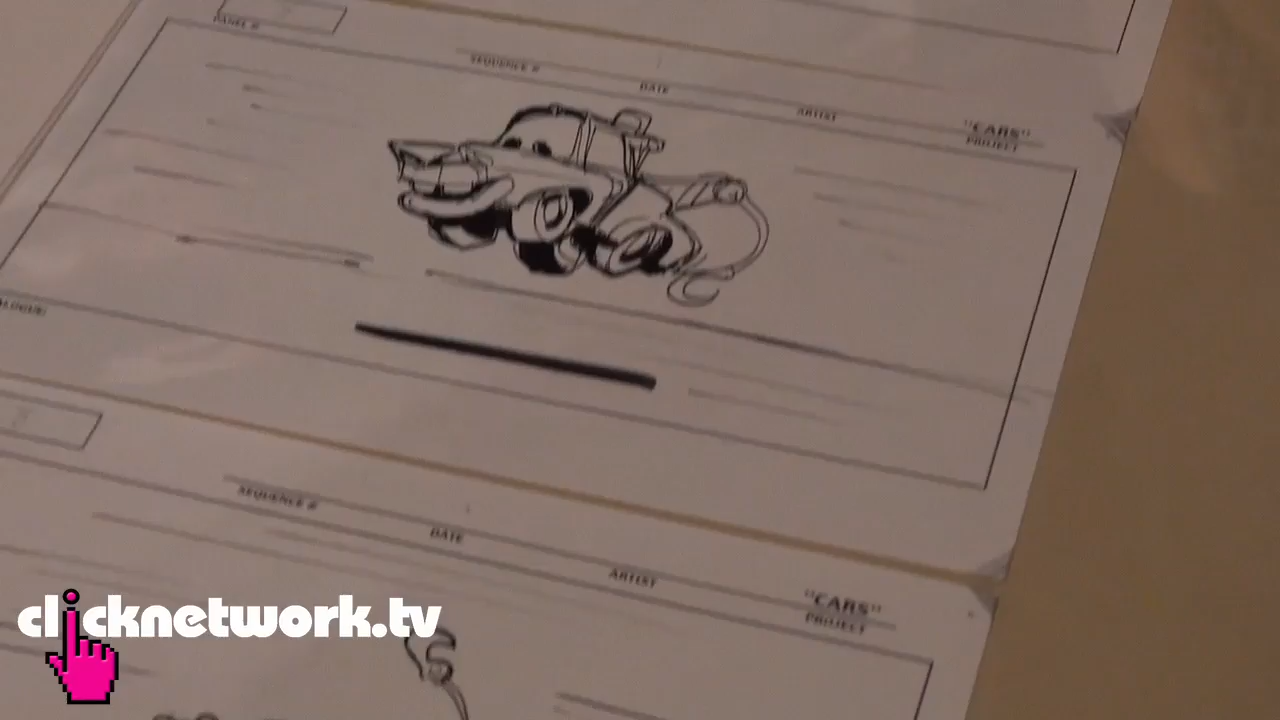 PANEL #
SEQUENCE #
DATE
ARTIST
"CARS"
PROJECT
SEQUENCE #
DATE
ARTIST
"CARS"
PROJECT
clicknetwork.tv